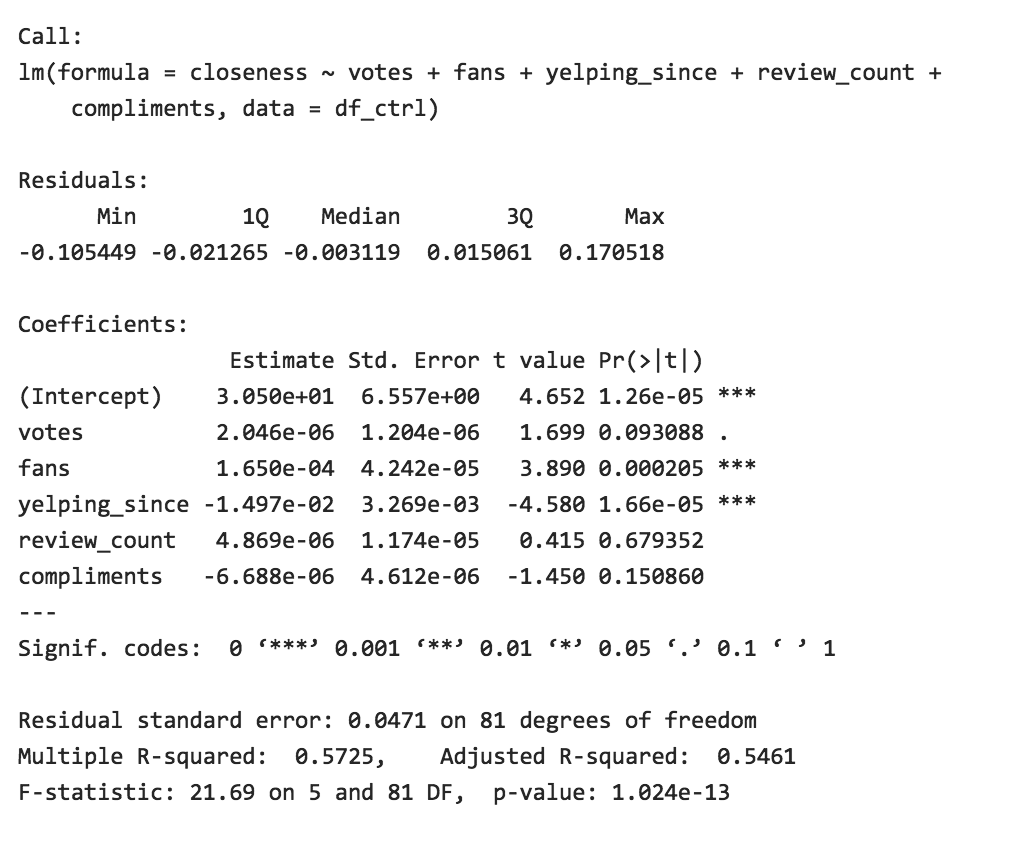 Call:
lm(formula = closeness ~ votes + fans + yelping_since + review_count +
    compliments, data = df_ctrl)
Residuals:
      Min        1Q    Median        3Q       Max
-0.105449 -0.021265 -0.003119  0.015061  0.170518
Coefficients:
                Estimate Std. Error t value Pr(>|t|)
(Intercept)    3.050e+01  6.557e+00   4.652 1.26e-05 ***
votes          2.046e-06  1.204e-06   1.699 0.093088 .
fans           1.650e-04  4.242e-05   3.890 0.000205 ***
yelping_since -1.497e-02  3.269e-03  -4.580 1.66e-05 ***
review_count   4.869e-06  1.174e-05   0.415 0.679352
compliments   -6.688e-06  4.612e-06  -1.450 0.150860
---
Signif. codes:  0 ‘***’ 0.001 ‘**’ 0.01 ‘*’ 0.05 ‘.’ 0.1 ‘ ’ 1
Residual standard error: 0.0471 on 81 degrees of freedom
Multiple R-squared:  0.5725,    Adjusted R-squared:  0.5461
F-statistic: 21.69 on 5 and 81 DF,  p-value: 1.024e-13